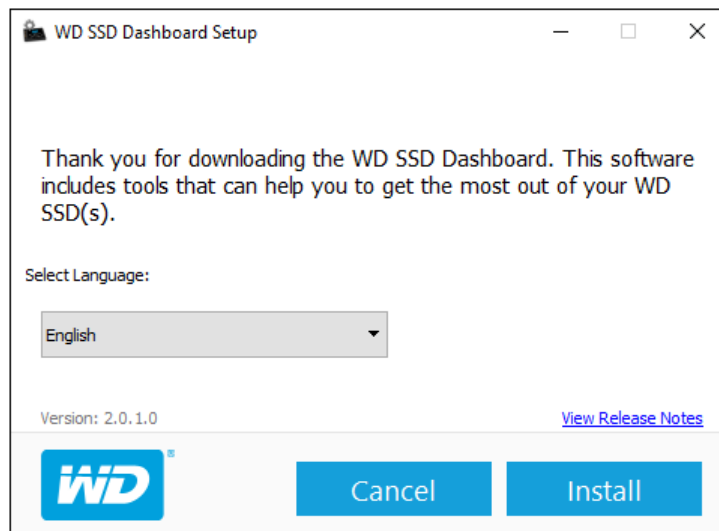 WD SSD Dashboard Setup
Thank you for downloading the WD SSD Dashboard. This software
includes tools that can help you to get the most out of your WD
SSD(s).
Select Language:
English
Version: 2.0.1.0
View Release Notes
WD®
Cancel
Install